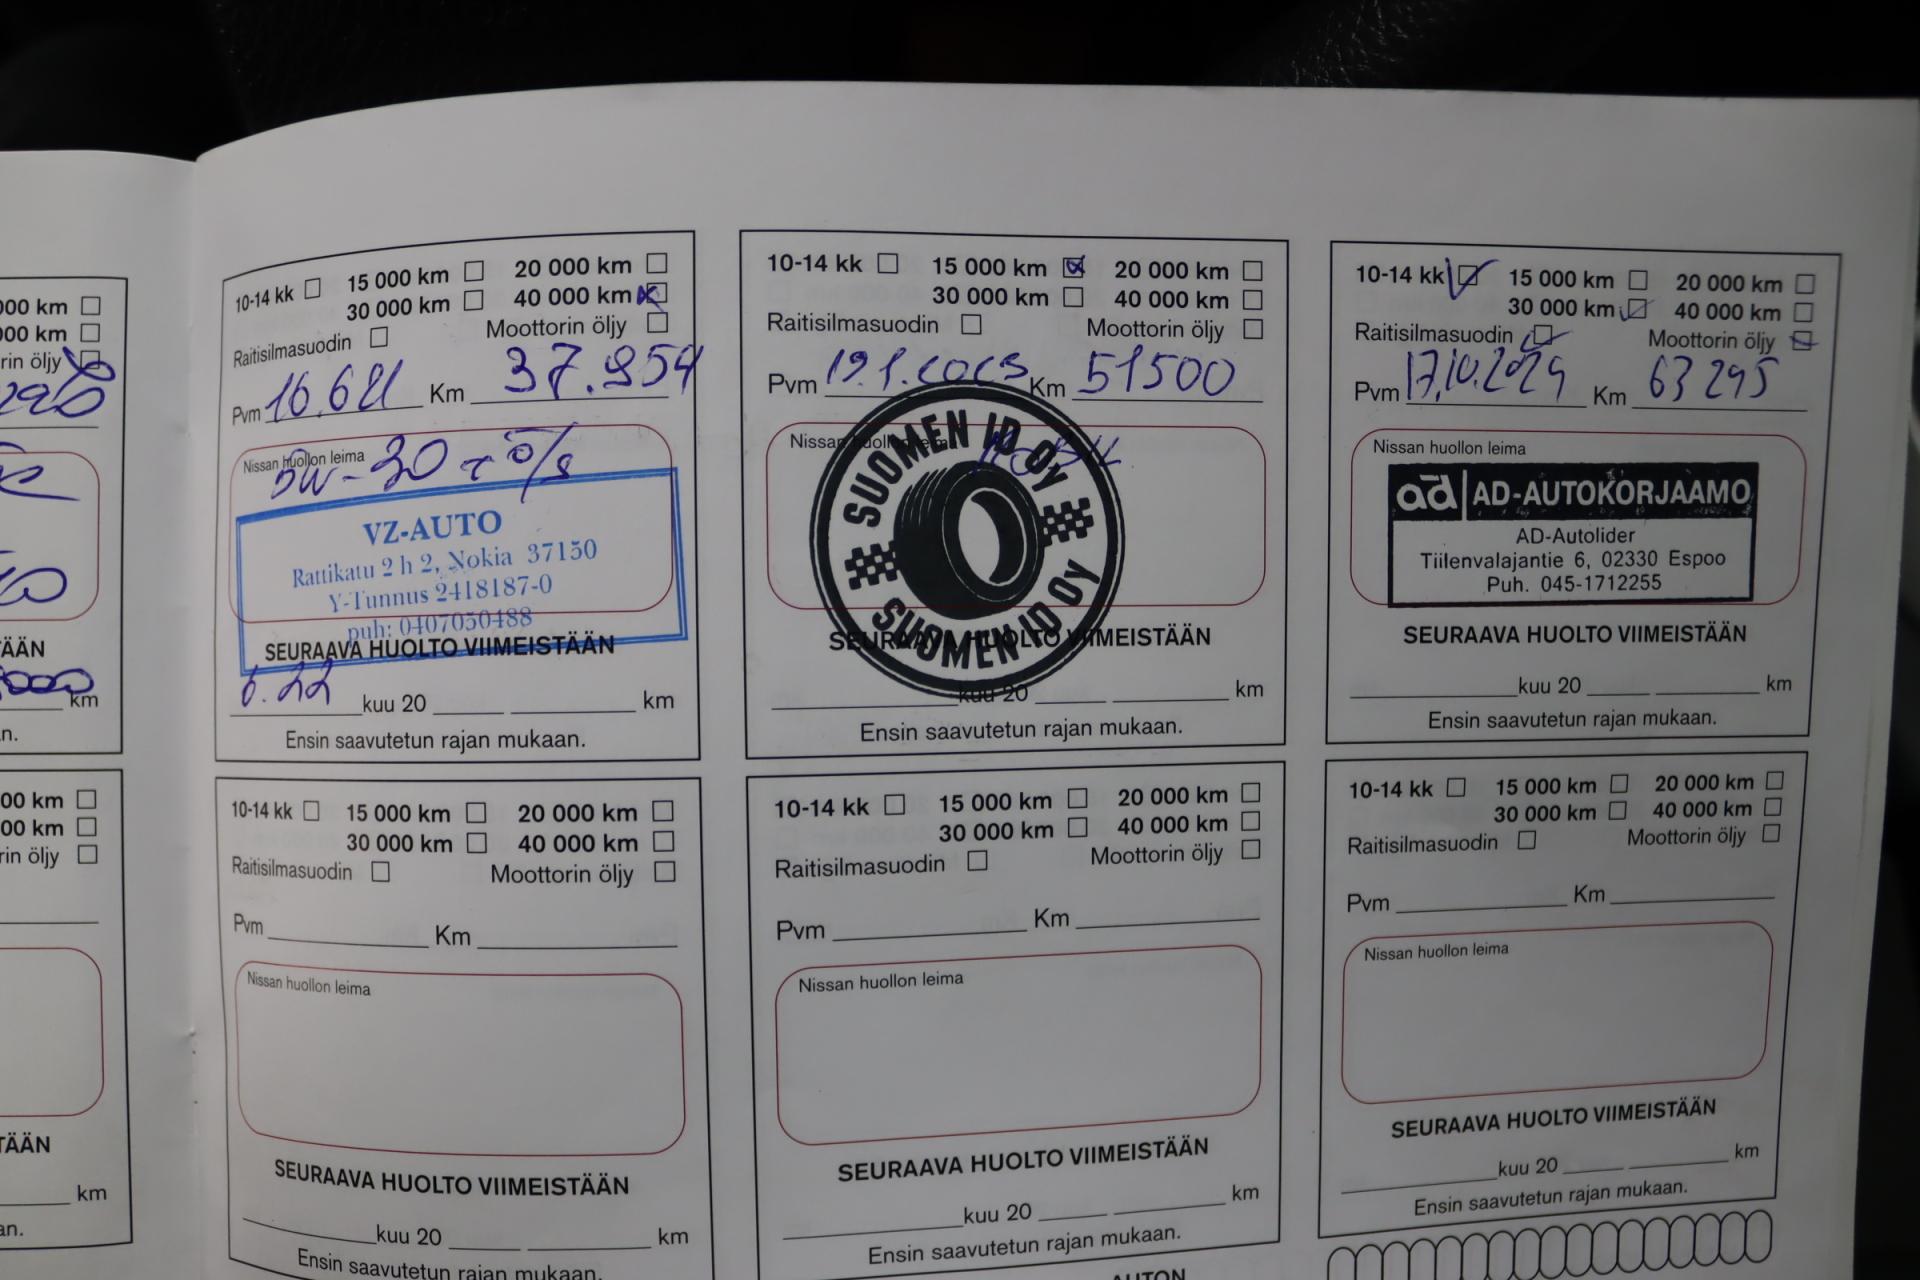 000 km
000 km
rin öljy
TÄÄN
km
n.
10-14 kk 15 000 km 20 000 km
30 000 km 40 000 km
Raitisilmasuodin Moottorin öljy
Pvm 16.621 Km 37.954
Nissan huollon leima
5W-30 + ö/s
VZ-AUTO
Rattikatu 2 h 2, Nokia 37150
Y-Tunnus 2418187-0
puh: 0407050488
SEURAAVA HUOLTO VIIMEISTÄÄN
6.22 kuu 20 km
Ensin saavutetun rajan mukaan.
10-14 kk 15 000 km 20 000 km
30 000 km 40 000 km
Raitisilmasuodin Moottorin öljy
Pvm 19.1. Km 51500
Nissan huollon leima
SUOMEN ID OY
SUOMEN ID OY
SEURAAVA HUOLTO VIIMEISTÄÄN
kuu 20 km
Ensin saavutetun rajan mukaan.
10-14 kk 15 000 km 20 000 km
30 000 km 40 000 km
Raitisilmasuodin Moottorin öljy
Pvm 17.10.2024 Km 63295
Nissan huollon leima
ad AD-AUTOKORJAAMO
AD-Autolider
Tiilenvalajantie 6, 02330 Espoo
Puh. 045-1712255
SEURAAVA HUOLTO VIIMEISTÄÄN
kuu 20 km
Ensin saavutetun rajan mukaan.
00 km
00 km
rin öljy
TÄÄN
km
an.
10-14 kk 15 000 km 20 000 km
30 000 km 40 000 km
Raitisilmasuodin Moottorin öljy
Pvm Km
Nissan huollon leima
SEURAAVA HUOLTO VIIMEISTÄÄN
kuu 20 km
Ensin saavutetun rajan mukaan.
10-14 kk 15 000 km 20 000 km
30 000 km 40 000 km
Raitisilmasuodin Moottorin öljy
Pvm Km
Nissan huollon leima
SEURAAVA HUOLTO VIIMEISTÄÄN
kuu 20 km
Ensin saavutetun rajan mukaan.
AUTON
10-14 kk 15 000 km 20 000 km
30 000 km 40 000 km
Raitisilmasuodin Moottorin öljy
Pvm Km
Nissan huollon leima
SEURAAVA HUOLTO VIIMEISTÄÄN
kuu 20 km
Ensin saavutetun rajan mukaan.